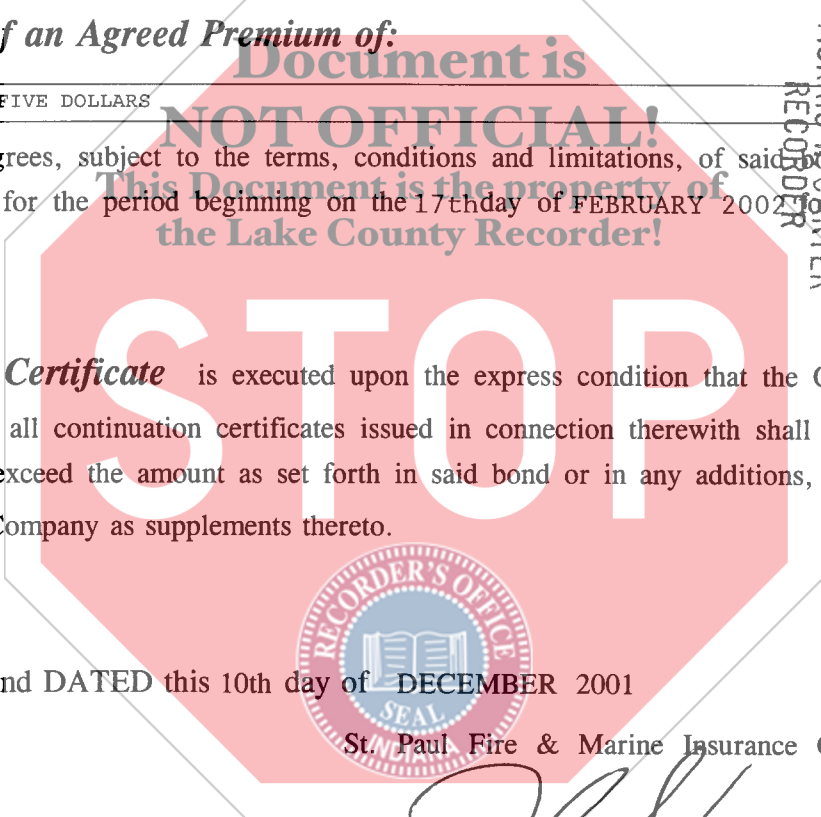 f an Agreed Premium of:
Document is
FIVE DOLLARS
NOT OFFICIAL!
grees, subject to the terms, conditions and limitations, of said
This Document is the property of
for the period beginning on the 17thday of FEBRUARY 2002
the Lake County Recorder!
RECORDER
STOP
Certificate is executed upon the express condition that the C
all continuation certificates issued in connection therewith shall
exceed the amount as set forth in said bond or in any additions,
Company as supplements thereto.
RECORDER'S OFFICE
SEAL
INDIANA
nd DATED this 10th day of DECEMBER 2001
St. Paul Fire & Marine Insurance C